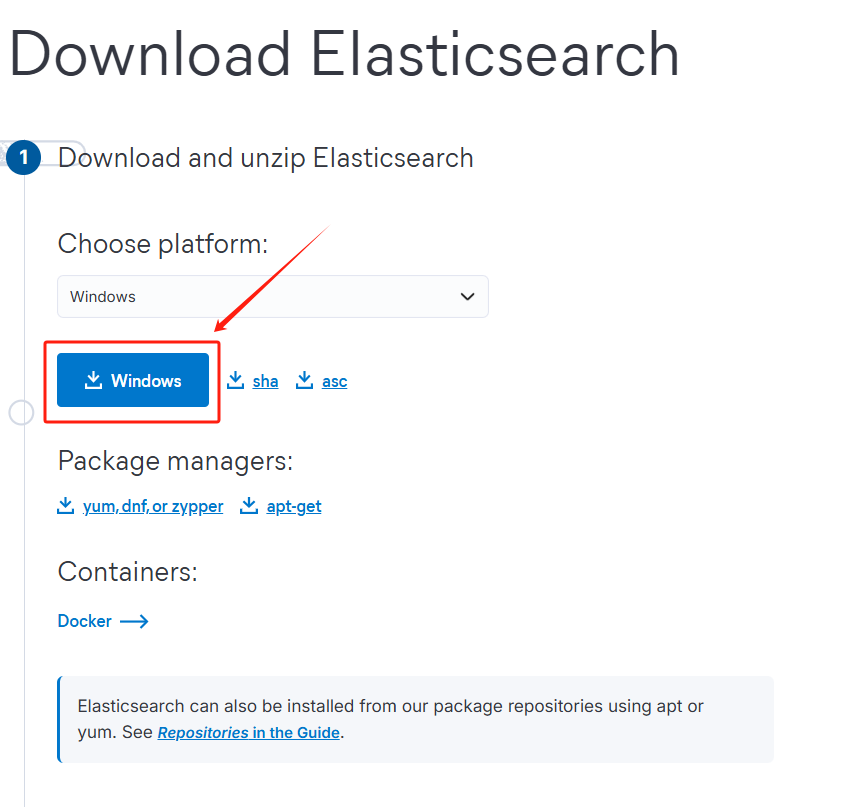 Download Elasticsearch
1 Download and unzip Elasticsearch
Choose platform:
Windows
Windows sha asc
Package managers:
yum, dnf, or zypper apt-get
Containers:
Docker
Elasticsearch can also be installed from our package repositories using apt or
yum. See Repositories in the Guide.